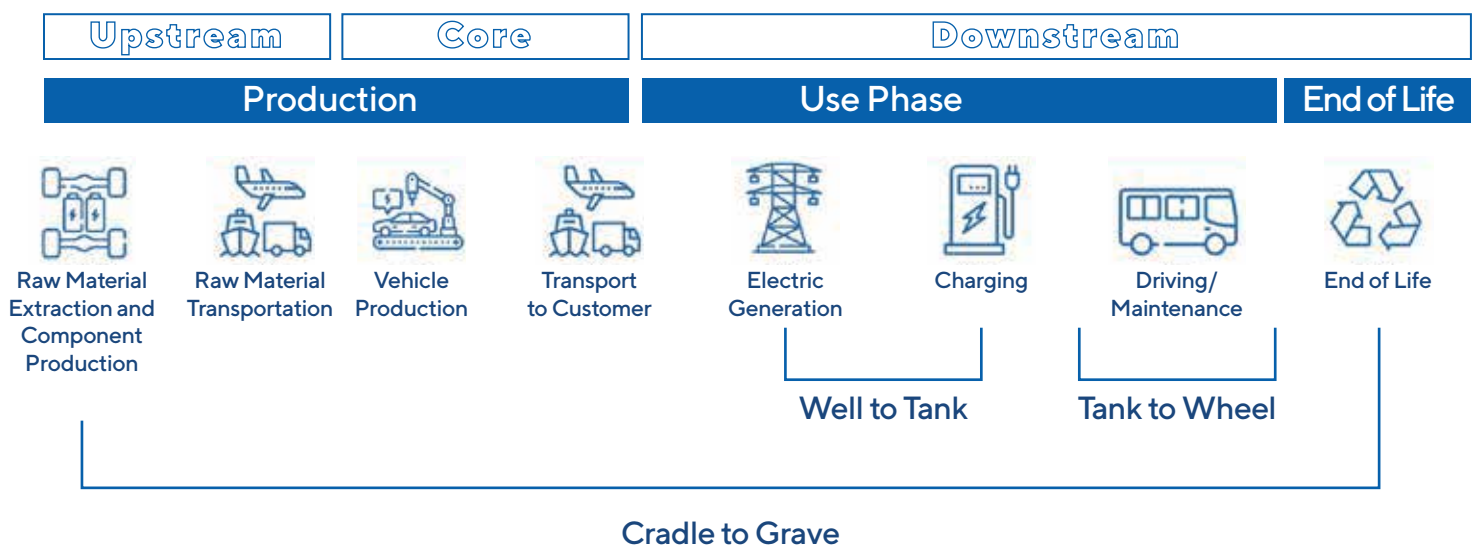 Upstream
Core
Downstream
Production
Use Phase
End of Life
Raw Material
Extraction and
Component
Production
Raw Material
Transportation
Vehicle
Production
Transport
to Customer
Electric
Generation
Charging
Driving/
Maintenance
End of Life
Well to Tank
Tank to Wheel
Cradle to Grave